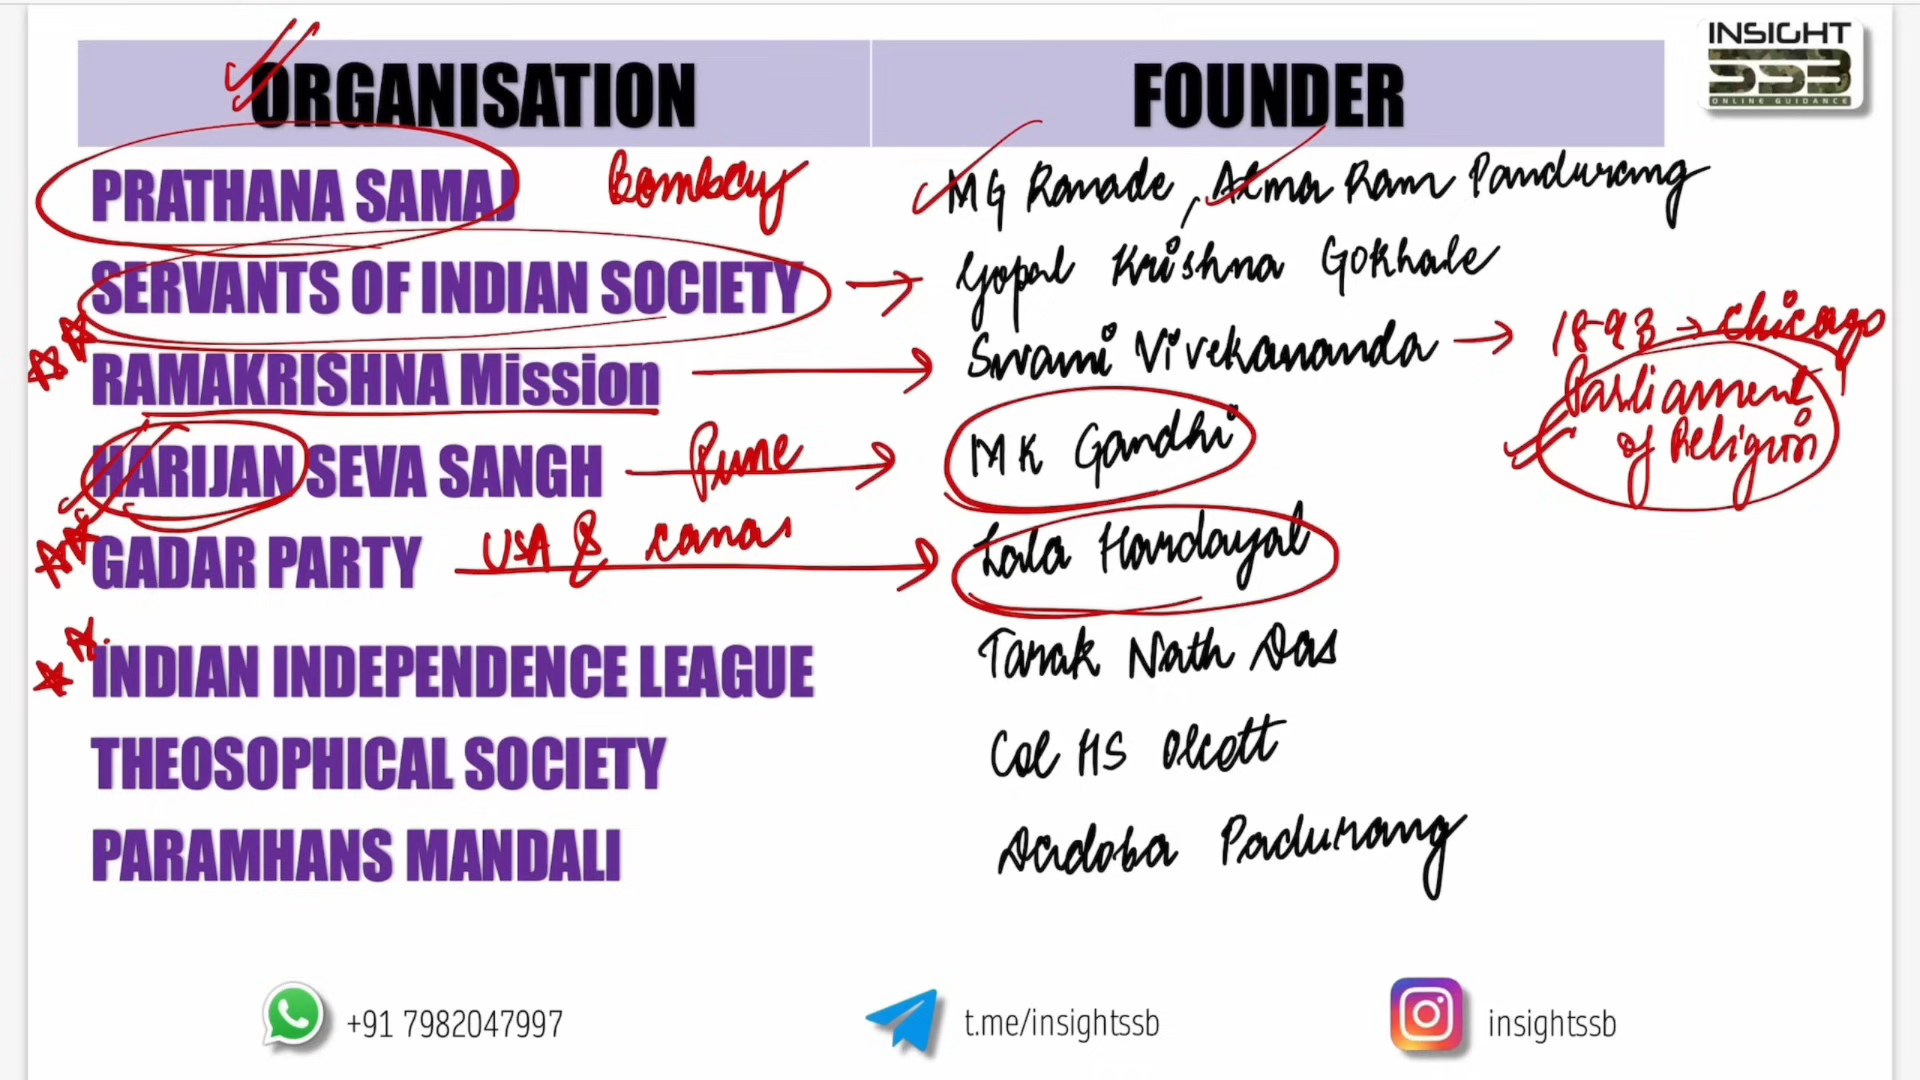 INSIGHT
SSB
ONLINE GUIDANCE
ORGANISATION FOUNDER
PRATHANA SAMAJ Bombay MG Ranade, Atma Ram Pandurang
SERVANTS OF INDIAN SOCIETY → Gopal Krishna Gokhale
RAMAKRISHNA Mission → Swami Vivekananda → 1893 → Chicago
Parliament
of Religion
HARIJAN SEVA SANGH Pune → MK Gandhi
GADAR PARTY USA & Canad → Lala Hardayal
INDIAN INDEPENDENCE LEAGUE Tarak Nath Das
THEOSOPHICAL SOCIETY Col HS Olcott
PARAMHANS MANDALI Dadoba Padurang
+91 7982047997 t.me/insightssb insightssb